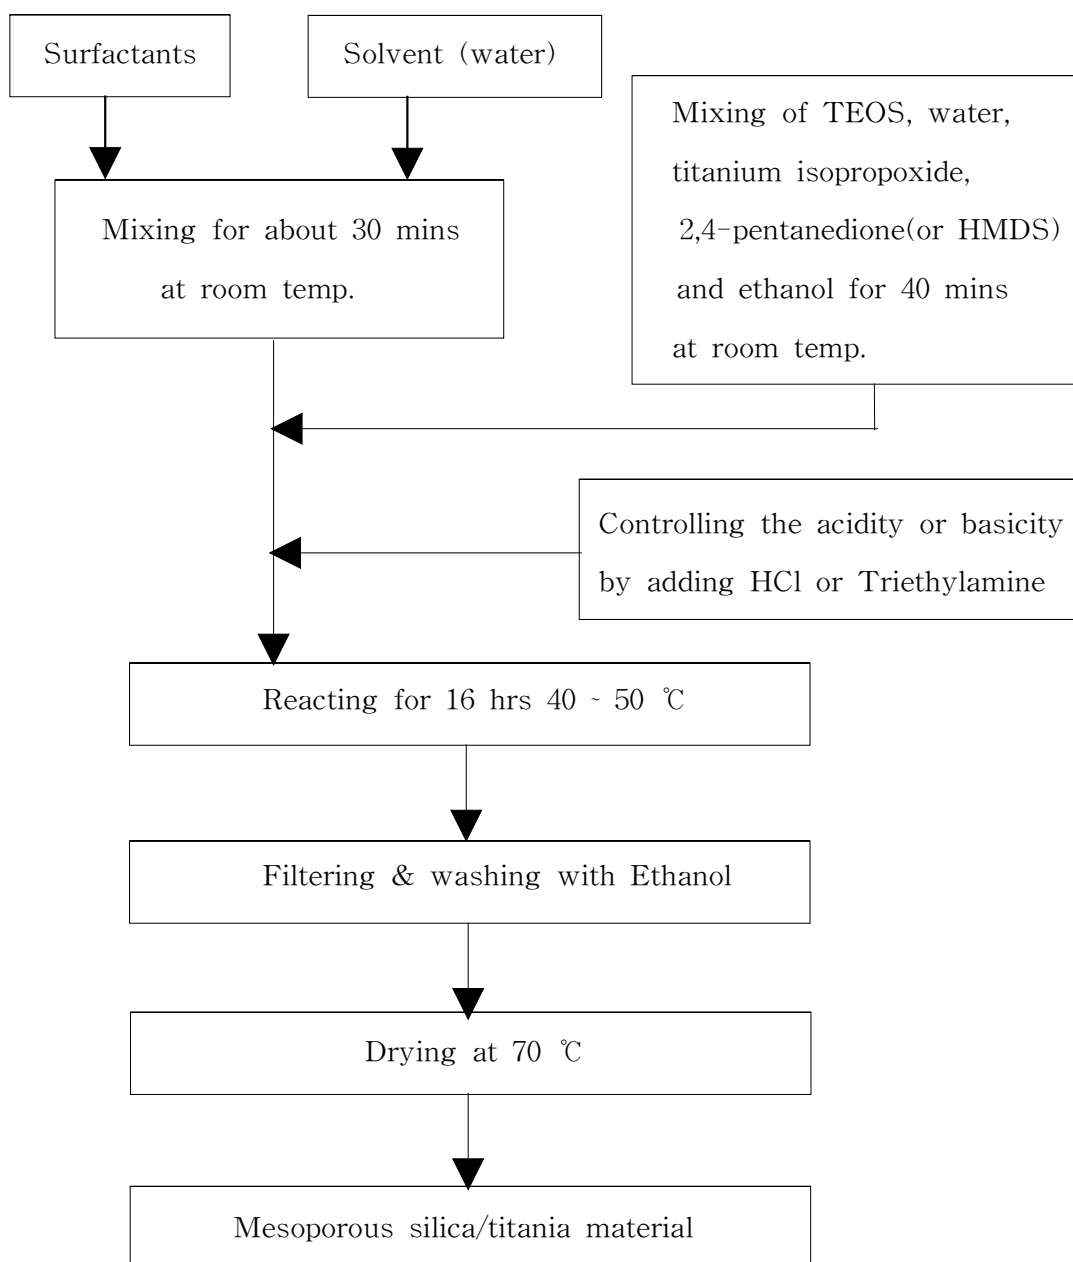 Surfactants
Solvent (water)
Mixing of TEOS, water,
titanium isopropoxide,
2,4-pentanedione(or HMDS)
and ethanol for 40 mins
at room temp.
Mixing for about 30 mins
at room temp.
Controlling the acidity or basicity
by adding HCl or Triethylamine
Reacting for 16 hrs 40 ~ 50 ℃
Filtering & washing with Ethanol
Drying at 70 ℃
Mesoporous silica/titania material